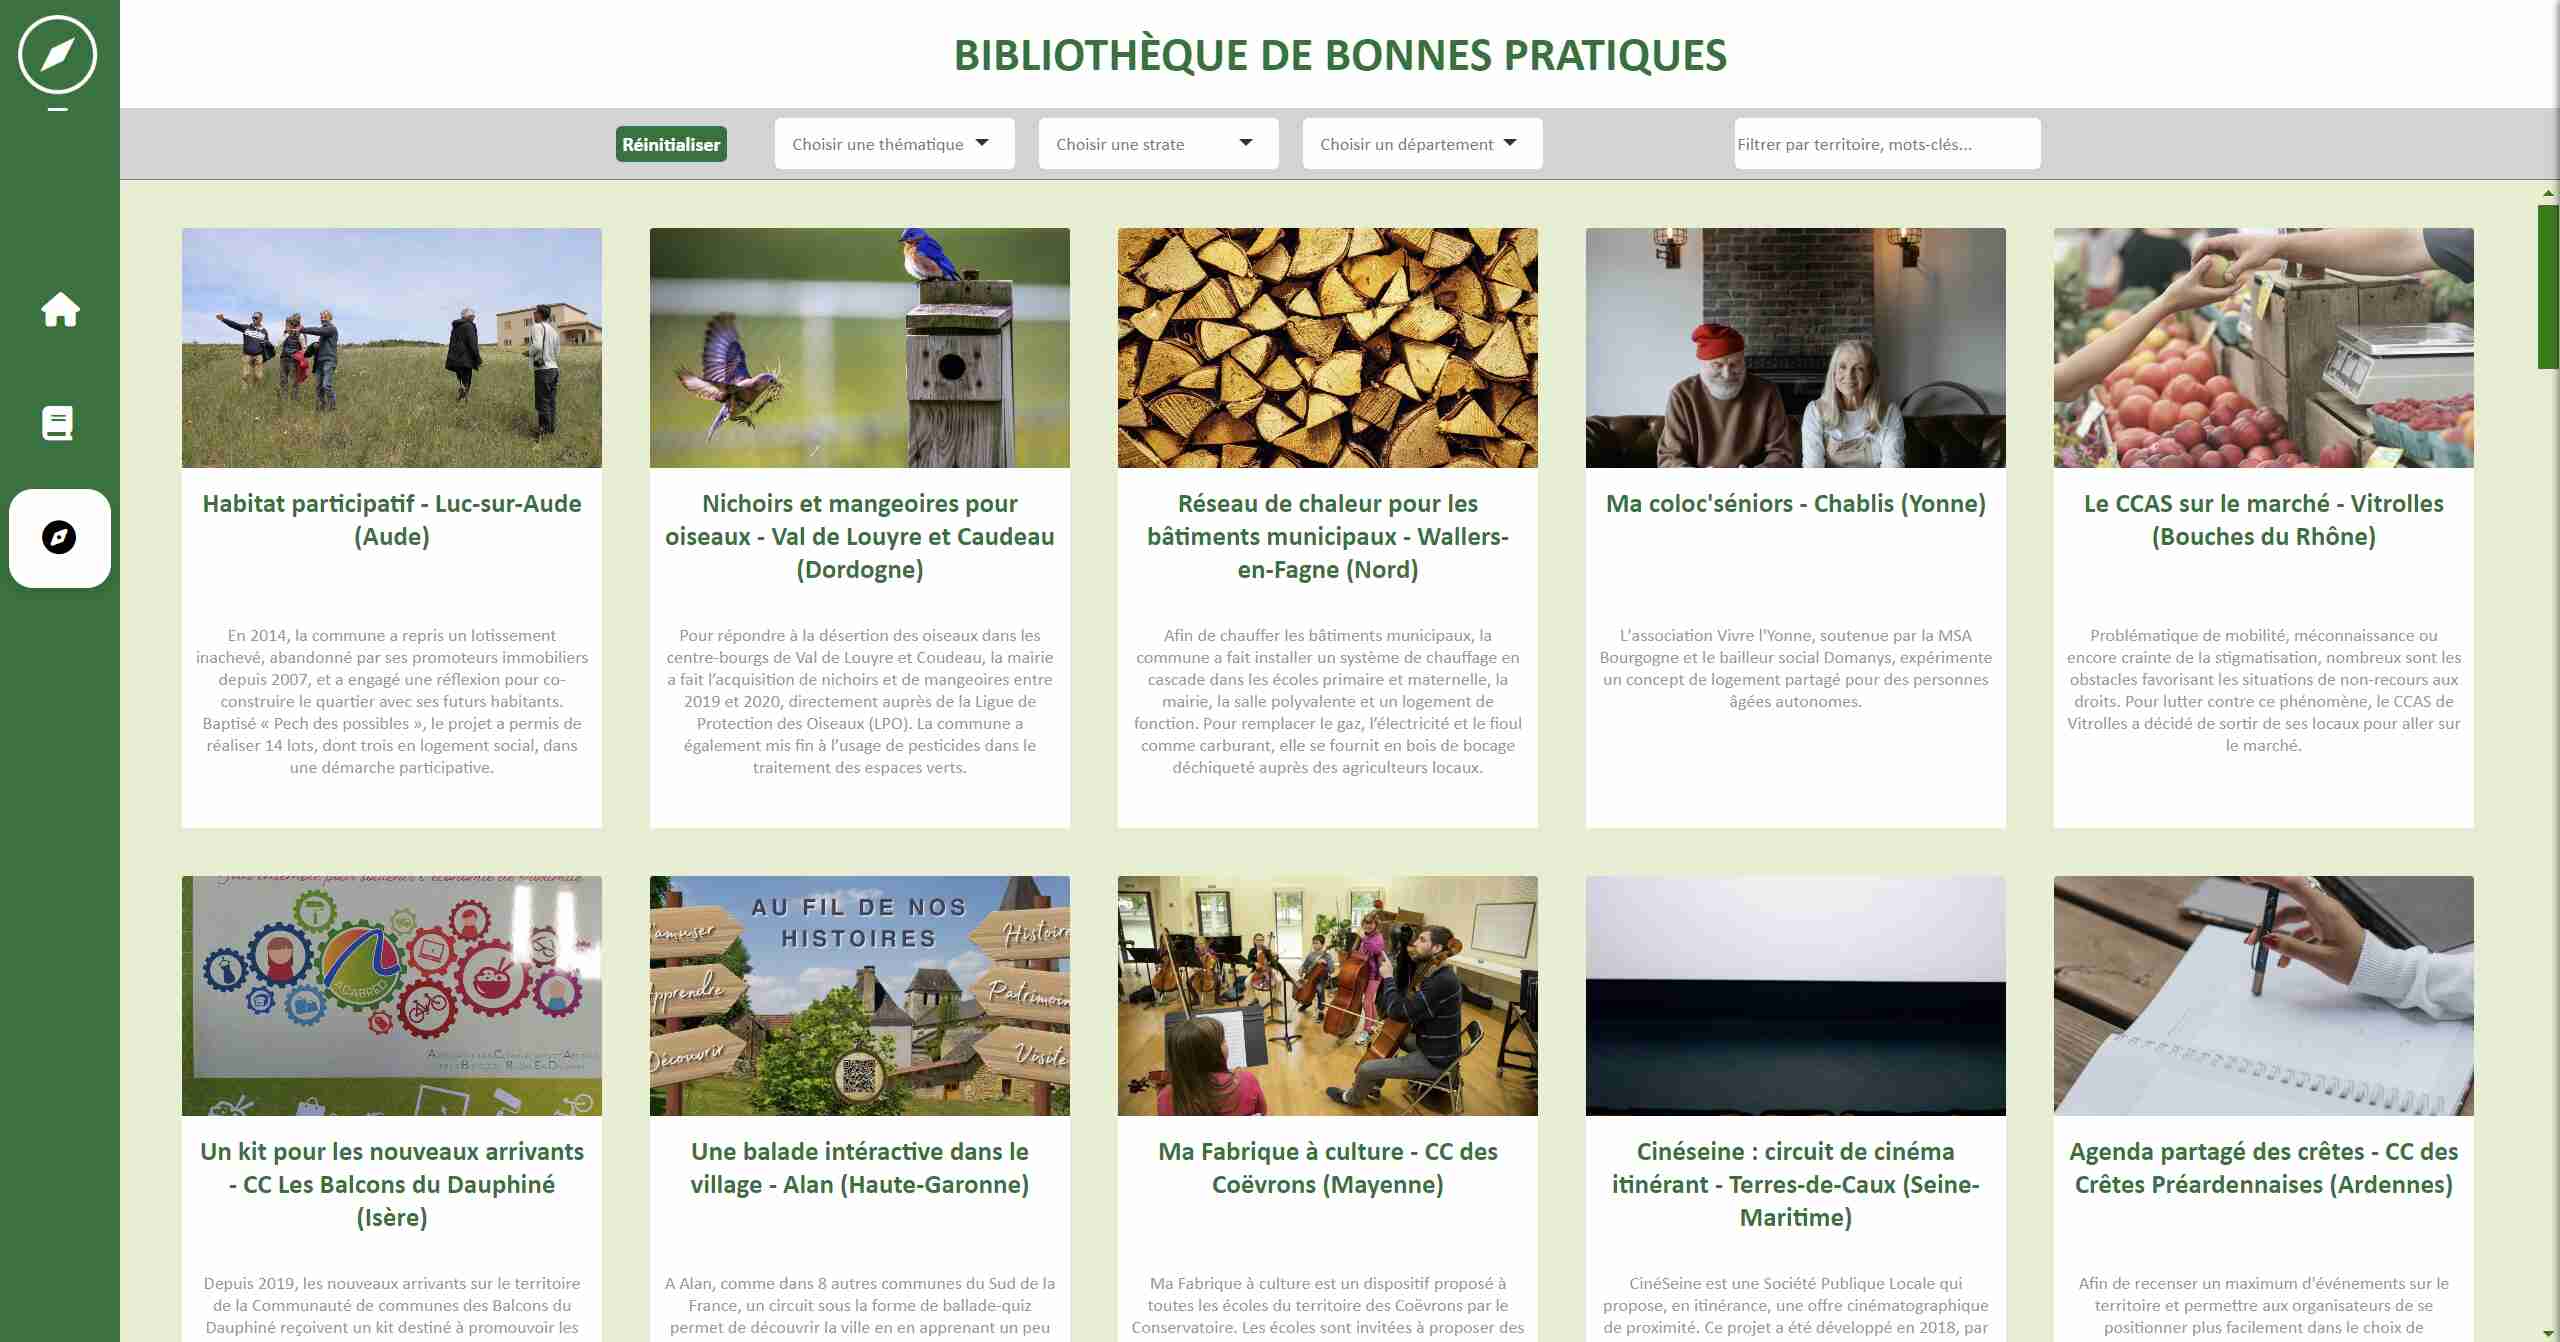 BIBLIOTHÈQUE DE BONNES PRATIQUES
Réinitialiser
Choisir une thématique
Choisir une strate
Choisir un département
Filtrer par territoire, mots-clés...
Habitat participatif - Luc-sur-Aude
(Aude)
En 2014, la commune a repris un lotissement
inachevé, abandonné par ses promoteurs immobiliers
depuis 2007, et a engagé une réflexion pour co-
construire le quartier avec ses futurs habitants.
Baptisé « Pech des possibles », le projet a permis de
réaliser 14 lots, dont trois en logement social, dans
une démarche participative.
Nichoirs et mangeoires pour
oiseaux - Val de Louyre et Caudeau
(Dordogne)
Pour répondre à la désertion des oiseaux dans les
centre-bourgs de Val de Louyre et Coudeau, la mairie
a fait l’acquisition de nichoirs et de mangeoires entre
2019 et 2020, directement auprès de la Ligue de
Protection des Oiseaux (LPO). La commune a
également mis fin à l’usage de pesticides dans le
traitement des espaces verts.
Réseau de chaleur pour les
bâtiments municipaux - Wallers-
en-Fagne (Nord)
Afin de chauffer les bâtiments municipaux, la
commune a fait installer un système de chauffage en
cascade dans les écoles primaire et maternelle, la
mairie, la salle polyvalente et un logement de
fonction. Pour remplacer le gaz, l’électricité et le fioul
comme carburant, elle se fournit en bois de bocage
déchiqueté auprès des agriculteurs locaux.
Ma coloc'séniors - Chablis (Yonne)
L'association Vivre l'Yonne, soutenue par la MSA
Bourgogne et le bailleur social Domanys, expérimente
un concept de logement partagé pour des personnes
âgées autonomes.
Le CCAS sur le marché - Vitrolles
(Bouches du Rhône)
Problématique de mobilité, méconnaissance ou
encore crainte de la stigmatisation, nombreux sont les
obstacles favorisant les situations de non-recours aux
droits. Pour lutter contre ce phénomène, le CCAS de
Vitrolles a décidé de sortir de ses locaux pour aller sur
le marché.
ACABRED
Un kit pour les nouveaux arrivants
- CC Les Balcons du Dauphiné
(Isère)
Depuis 2019, les nouveaux arrivants sur le territoire
de la Communauté de communes des Balcons du
Dauphiné reçoivent un kit destiné à promouvoir les
AU FIL DE NOS
HISTOIRES
Apprendre
Découvrir
Histoire
Patrimoine
Visite
Une balade intéractive dans le
village - Alan (Haute-Garonne)
A Alan, comme dans 8 autres communes du Sud de la
France, un circuit sous la forme de ballade-quiz
permet de découvrir la ville en en apprenant un peu
Ma Fabrique à culture - CC des
Coëvrons (Mayenne)
Ma Fabrique à culture est un dispositif proposé à
toutes les écoles du territoire des Coëvrons par le
Conservatoire. Les écoles sont invitées à proposer des
Cinéseine : circuit de cinéma
itinérant - Terres-de-Caux (Seine-
Maritime)
CinéSeine est une Société Publique Locale qui
propose, en itinérance, une offre cinématographique
de proximité. Ce projet a été développé en 2018, par
Agenda partagé des crêtes - CC des
Crêtes Préardennaises (Ardennes)
Afin de recenser un maximum d'événements sur le
territoire et permettre aux organisateurs de se
positionner plus facilement dans le choix de